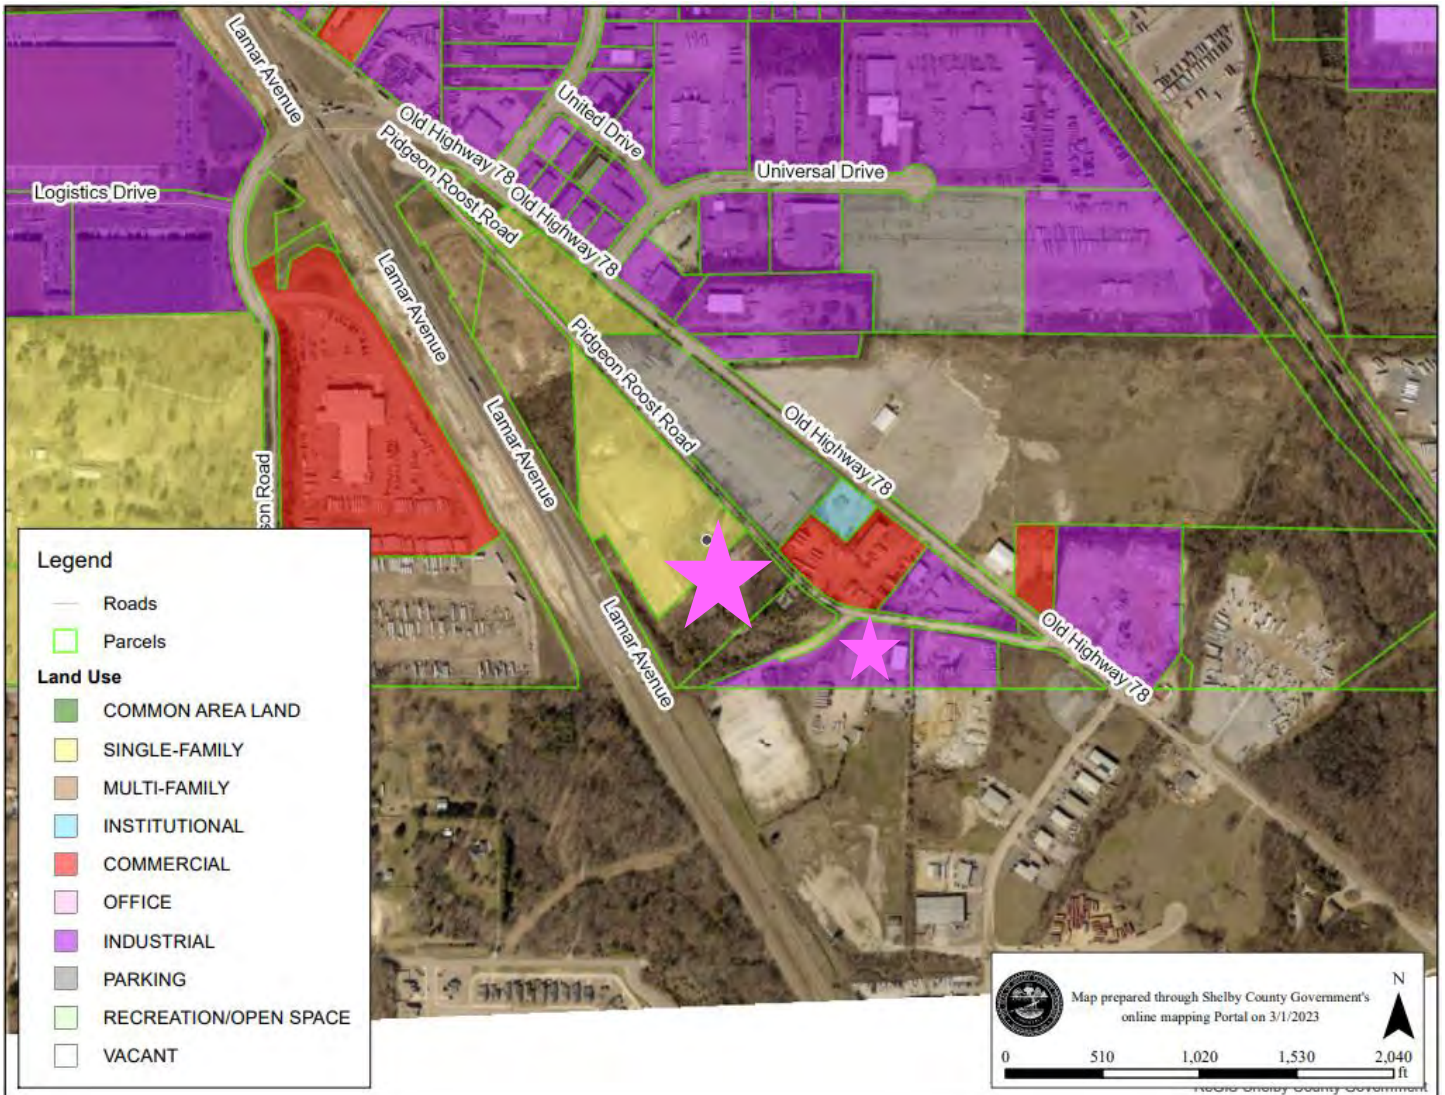 Lamar Avenue
Old Highway 78
Pidgeon Roost Road
United Drive
Universal Drive
Logistics Drive
Old Highway 78
Lamar Avenue
Pidgeon Roost Road
Lamar Avenue
Old Highway 78
son Road
Lamar Avenue
Old Highway 78
Legend
Roads
Parcels
Land Use
COMMON AREA LAND
SINGLE-FAMILY
MULTI-FAMILY
INSTITUTIONAL
COMMERCIAL
OFFICE
INDUSTRIAL
PARKING
RECREATION/OPEN SPACE
VACANT
Map prepared through Shelby County Government's
online mapping Portal on 3/1/2023
N
0 510 1,020 1,530 2,040
ft